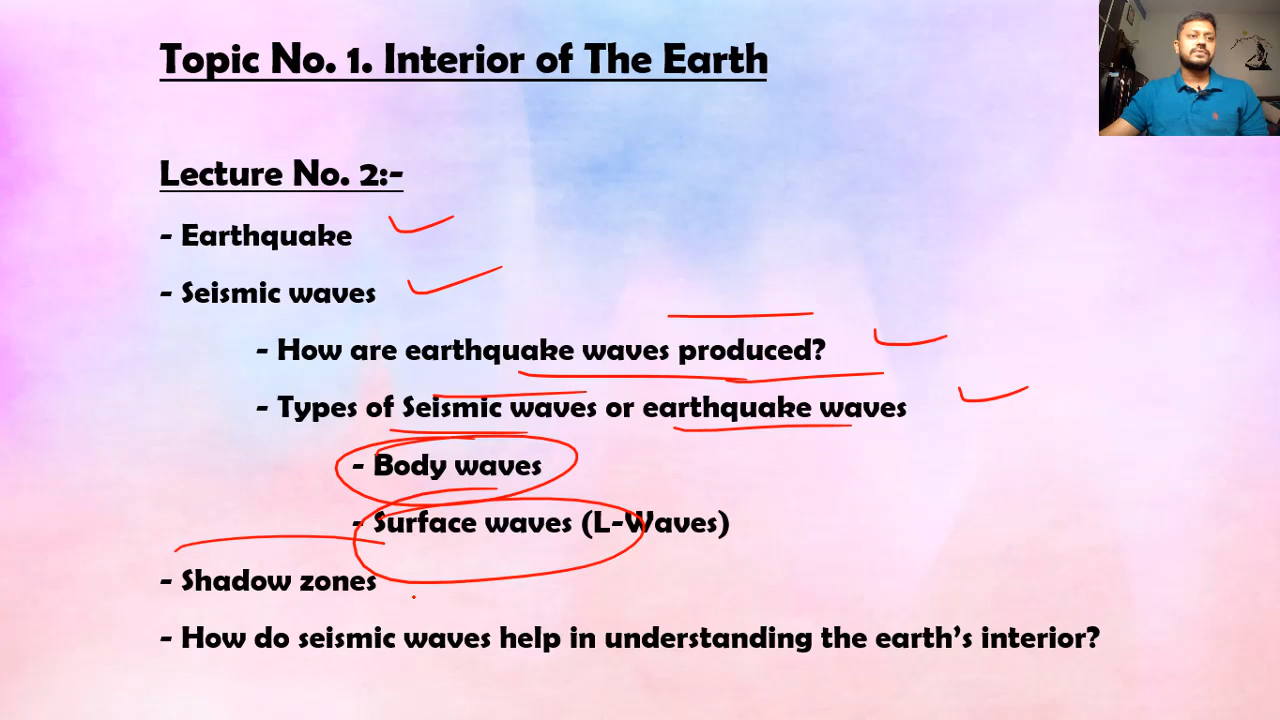 Topic No. 1. Interior of The Earth
Lecture No. 2:-
- Earthquake
- Seismic waves
- How are earthquake waves produced?
- Types of Seismic waves or earthquake waves
- Body waves
- Surface waves (L-Waves)
- Shadow zones
- How do seismic waves help in understanding the earth's interior?